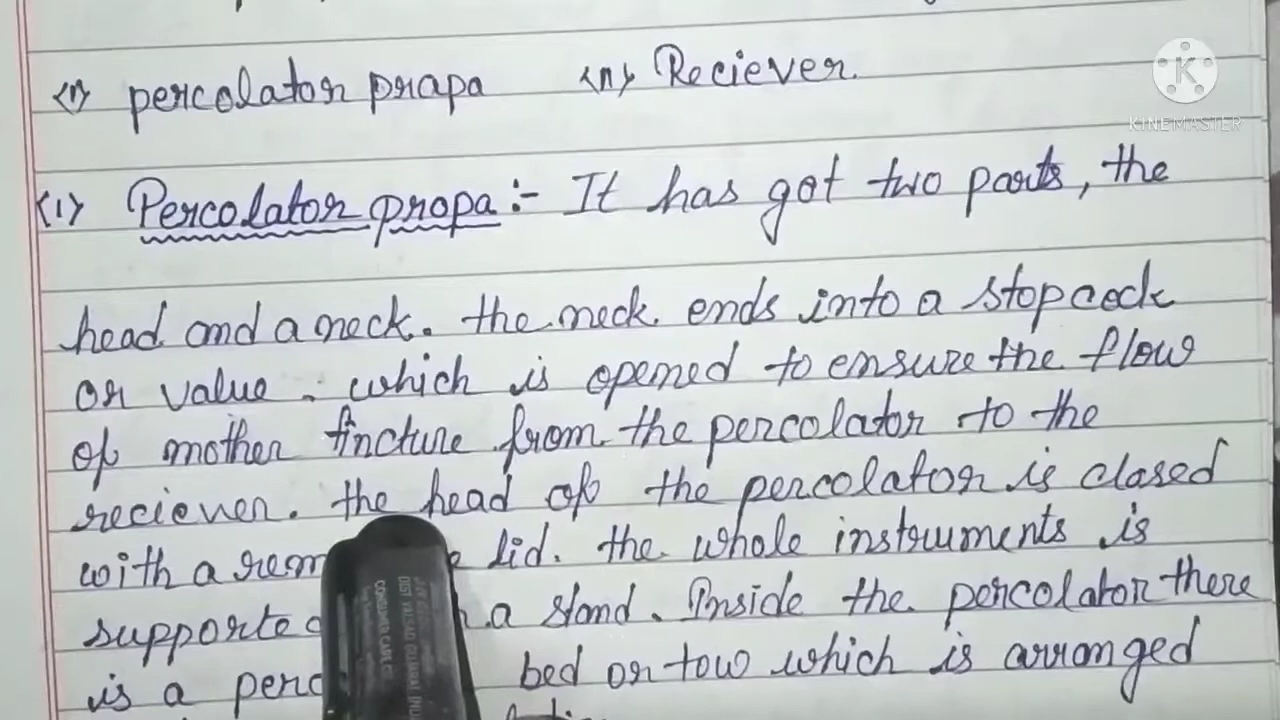 (i) percolator prapa (ii) Reciever.
KINEMASTER
(1) Percolator propa :- It has got two parts, the
head and a neck. the neck ends into a stopcock
or value. which is opened to ensure the flow
of mother tincture from the percolator to the
reciever. the head of the percolator is closed
with a rem lid. the whole instruments is
supporte a stand. Inside the percolator there
is a perc bed or tow which is arranged